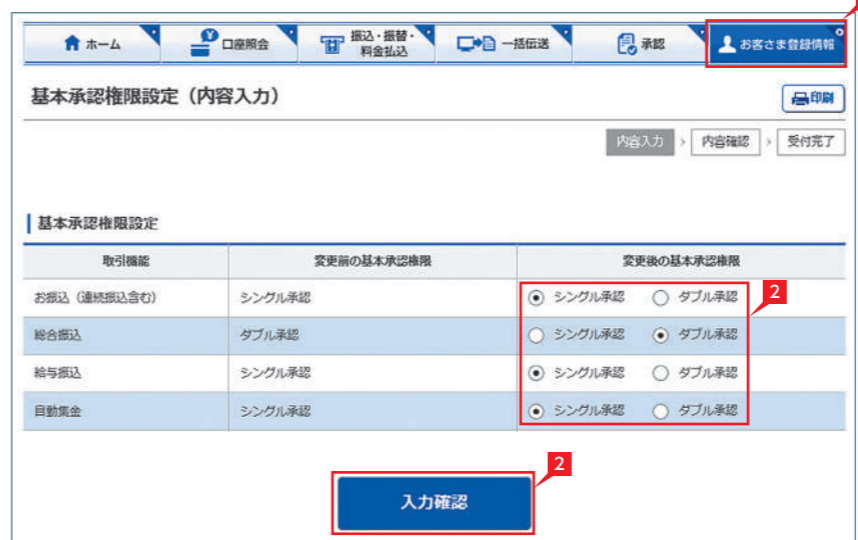 ホーム
口座照会
振込・振替・
料金払込
一括伝送
承認
お客さま登録情報
基本承認権限設定（内容入力）
印刷
内容入力 › 内容確認 › 受付完了
基本承認権限設定
取引機能 変更前の基本承認権限 変更後の基本承認権限
お振込（連続振込含む） シングル承認 シングル承認 ダブル承認 2
総合振込 ダブル承認 シングル承認 ダブル承認
給与振込 シングル承認 シングル承認 ダブル承認
自動集金 シングル承認 シングル承認 ダブル承認
2
入力確認